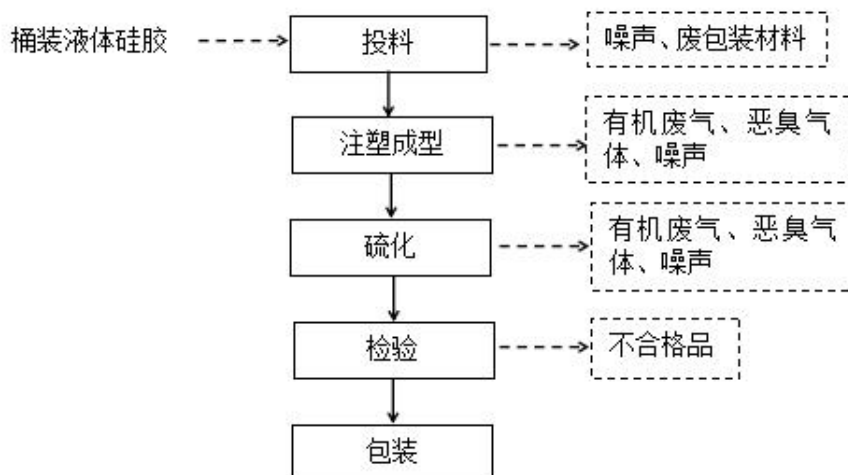 桶装液体硅胶
投料
噪声、废包装材料
注塑成型
有机废气、恶臭气
体、噪声
硫化
有机废气、恶臭气
体、噪声
检验
不合格品
包装